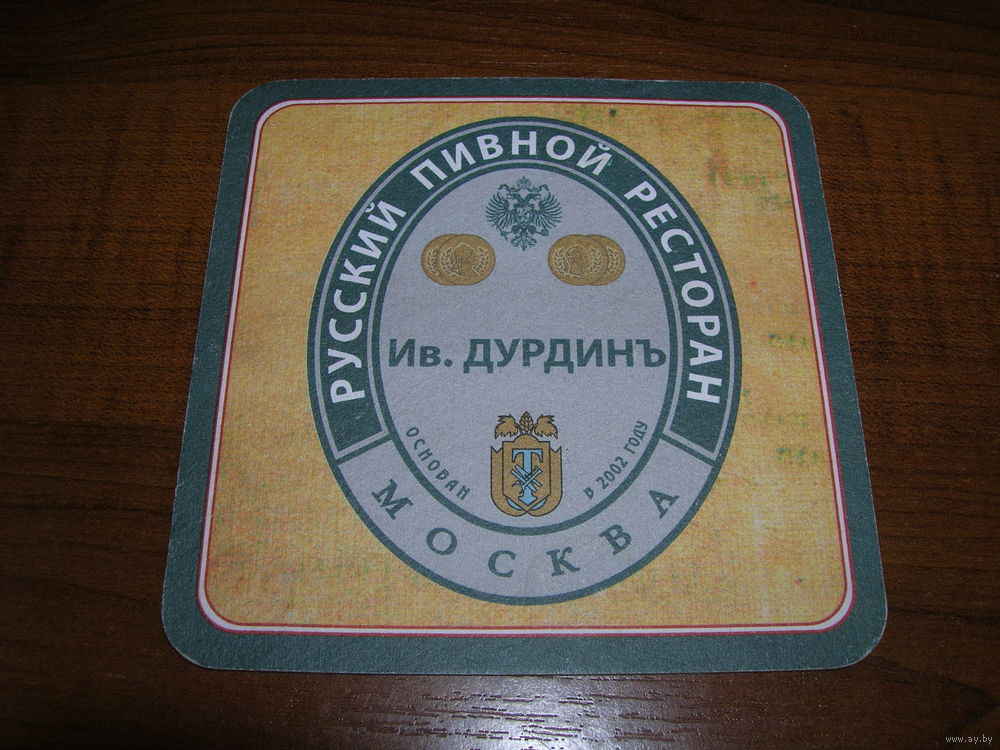 РУССКИЙ ПИВНОЙ РЕСТОРАН
Ив. ДУРДИНЪ
ОСНОВАН
в 2002 ГОДУ
Т
МОСКВА
www.ay.by